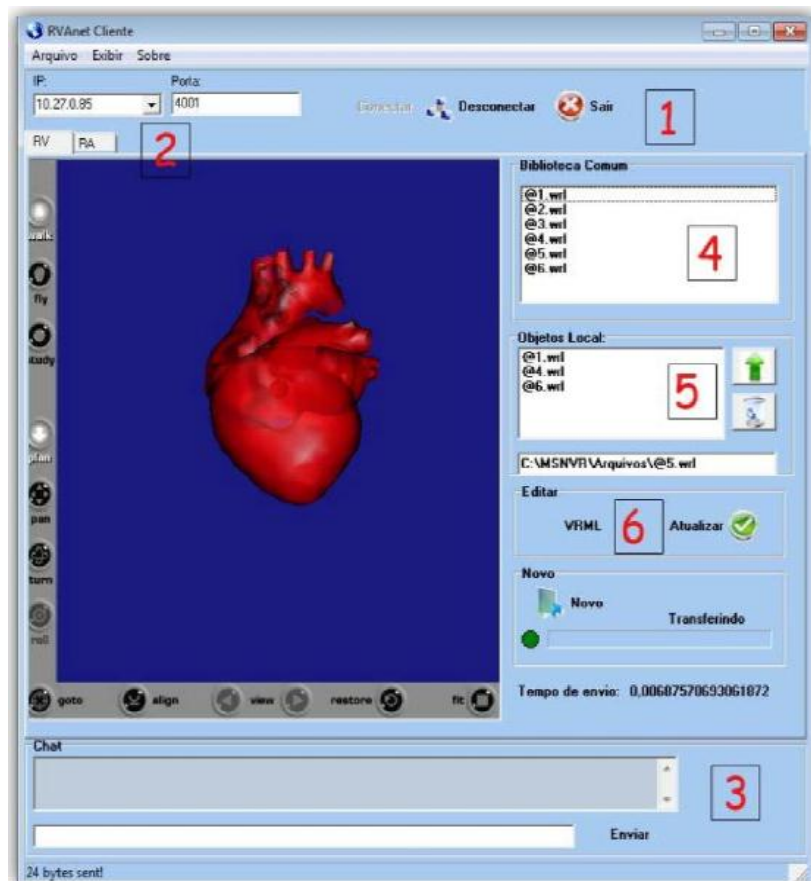 RVAnet Cliente
Arquivo Exibir Sobre
IP: Porta:
10.27.0.85 4001 Conectar Desconectar Sair 1
RV RA 2
walk
fly
study
plan
pan
turn
roll
goto align view restore fit
Biblioteca Comum
@1.wrl
@2.wrl
@3.wrl
@4.wrl
@5.wrl
@6.wrl
4
Objetos Local:
@1.wrl
@4.wrl
@6.wrl
5
C:\MSNVR\Arquivos\@5.wrl
Editar
VRML 6 Atualizar
Novo
Novo
Transferindo
Tempo de envio: 0,00687570693061872
Chat
3
Enviar
24 bytes sent!